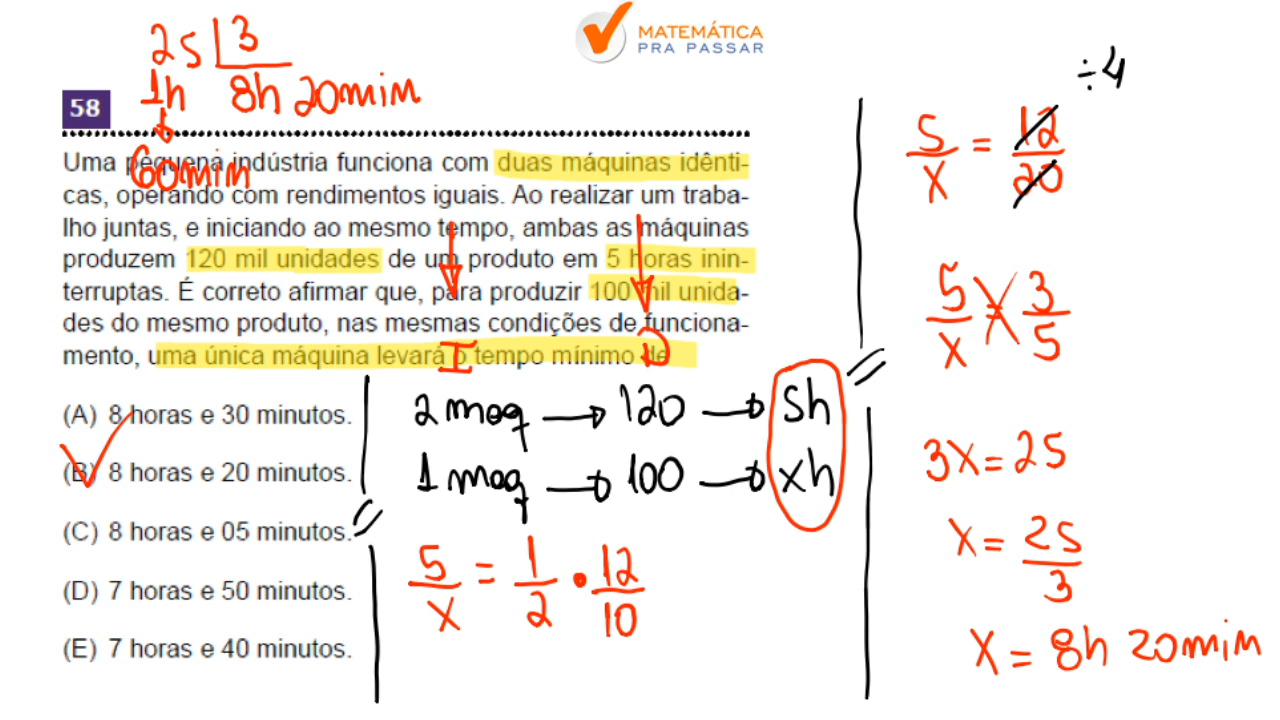 MATEMÁTICA
PRA PASSAR
25 3
1h 8h 20min
60min
58
Uma pequena indústria funciona com duas máquinas idênti-
cas, operando com rendimentos iguais. Ao realizar um traba-
lho juntas, e iniciando ao mesmo tempo, ambas as máquinas
produzem 120 mil unidades de um produto em 5 horas inin-
terruptas. É correto afirmar que, para produzir 100 mil unida-
des do mesmo produto, nas mesmas condições de funciona-
mento, uma única máquina levará o tempo mínimo de
I D
(A) 8 horas e 30 minutos.
(B) 8 horas e 20 minutos.
(C) 8 horas e 05 minutos.
(D) 7 horas e 50 minutos.
(E) 7 horas e 40 minutos.
2 maq → 120 → 5h
1 maq → 100 → xh
5/x = 1/2 · 12/10
÷4
5/x = 12/20
5/x = 3/5
3x = 25
x = 25/3
x = 8h 20min